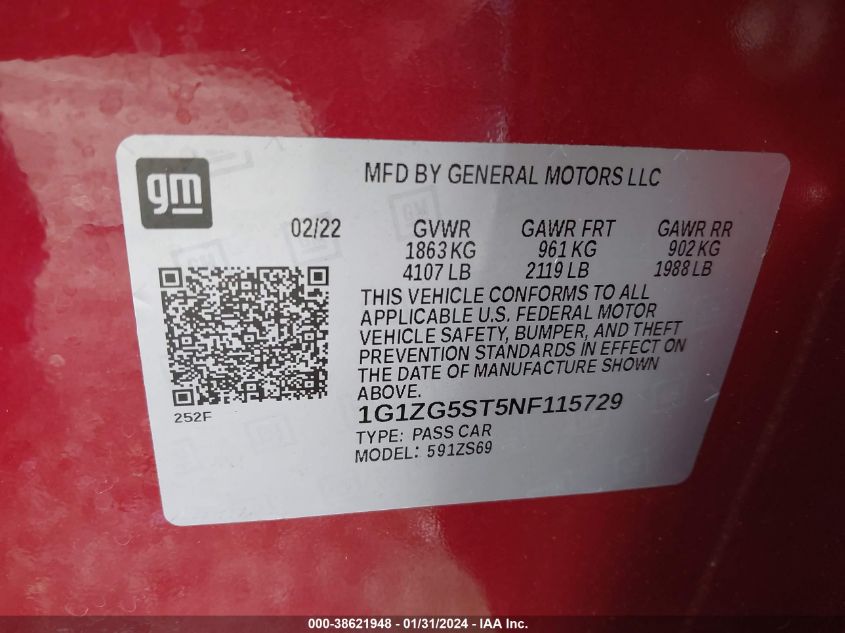 gm
MFD BY GENERAL MOTORS LLC
02/22 GVWR GAWR FRT GAWR RR
1863 KG 961 KG 902 KG
4107 LB 2119 LB 1988 LB
THIS VEHICLE CONFORMS TO ALL
APPLICABLE U.S. FEDERAL MOTOR
VEHICLE SAFETY, BUMPER, AND THEFT
PREVENTION STANDARDS IN EFFECT ON
THE DATE OF MANUFACTURE SHOWN
ABOVE.
252F
1G1ZG5ST5NF115729
TYPE: PASS CAR
MODEL: 591ZS69
000-38621948 - 01/31/2024 - IAA Inc.